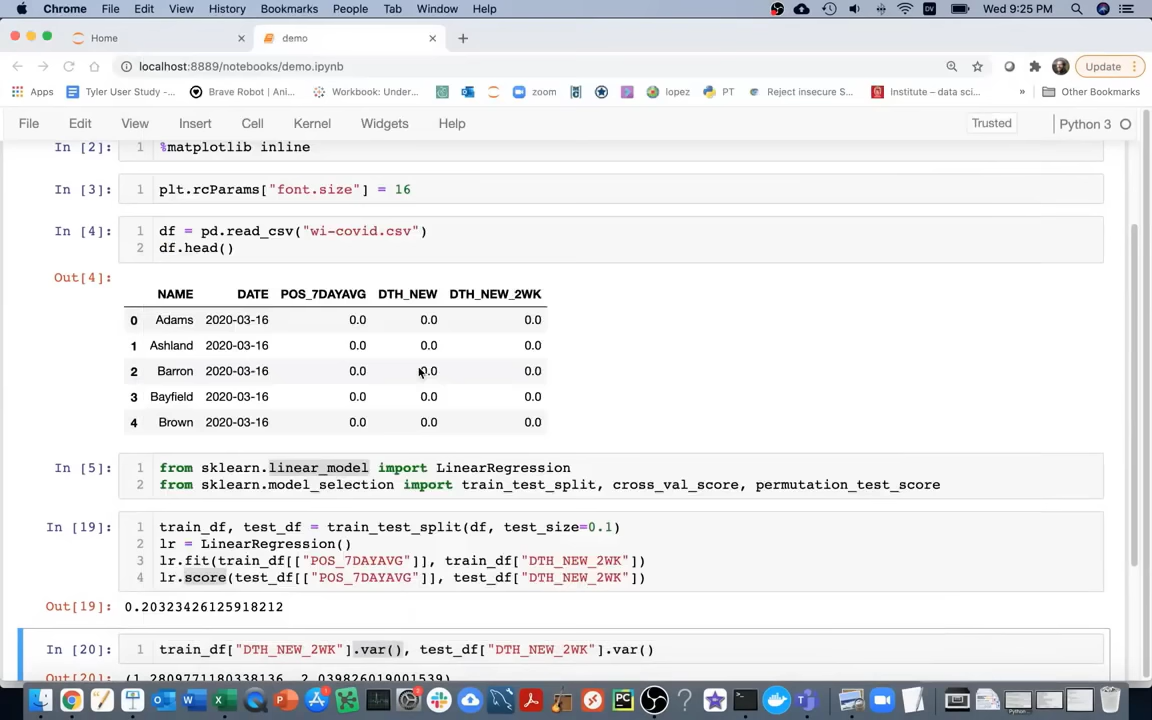 Chrome File Edit View History Bookmarks People Tab Window Help DV Wed 9:25 PM
Home demo
localhost:8889/notebooks/demo.ipynb Update
Apps Tyler User Study -... Brave Robot | Ani... Workbook: Under... zoom lopez PT Reject insecure S... Institute – data sci... » Other Bookmarks
File Edit View Insert Cell Kernel Widgets Help Trusted Python 3
In [2]: 1 %matplotlib inline
In [3]: 1 plt.rcParams["font.size"] = 16
In [4]: 1 df = pd.read_csv("wi-covid.csv")
2 df.head()
Out[4]:
NAME DATE POS_7DAYAVG DTH_NEW DTH_NEW_2WK
0 Adams 2020-03-16 0.0 0.0 0.0
1 Ashland 2020-03-16 0.0 0.0 0.0
2 Barron 2020-03-16 0.0 0.0 0.0
3 Bayfield 2020-03-16 0.0 0.0 0.0
4 Brown 2020-03-16 0.0 0.0 0.0
In [5]: 1 from sklearn.linear_model import LinearRegression
2 from sklearn.model_selection import train_test_split, cross_val_score, permutation_test_score
In [19]: 1 train_df, test_df = train_test_split(df, test_size=0.1)
2 lr = LinearRegression()
3 lr.fit(train_df[["POS_7DAYAVG"]], train_df["DTH_NEW_2WK"])
4 lr.score(test_df[["POS_7DAYAVG"]], test_df["DTH_NEW_2WK"])
Out[19]: 0.20323426125918212
In [20]: 1 train_df["DTH_NEW_2WK"].var(), test_df["DTH_NEW_2WK"].var()
Out[20]: (1.2809771180338136, 2.0398260190015​39)